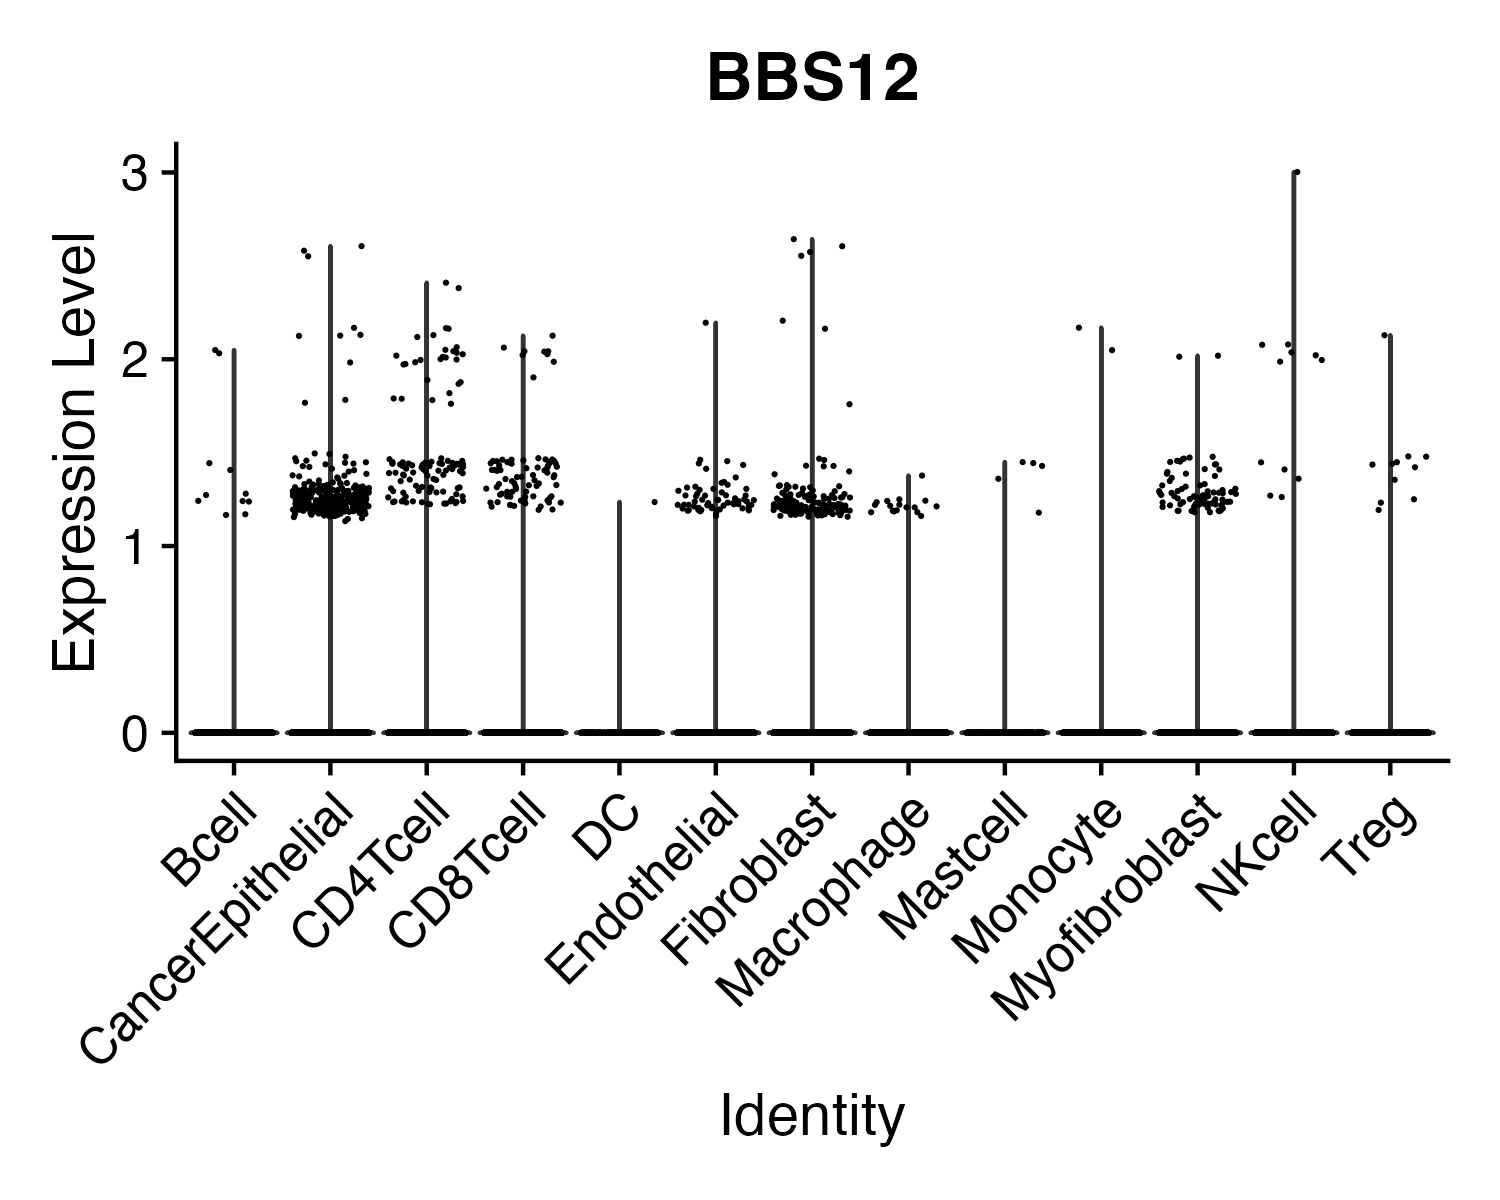 BBS12
Expression Level
3
2
1
0
Bcell
CancerEpithelial
CD4Tcell
CD8Tcell
DC
Endothelial
Fibroblast
Macrophage
Mastcell
Monocyte
Myofibroblast
NKcell
Treg
Identity